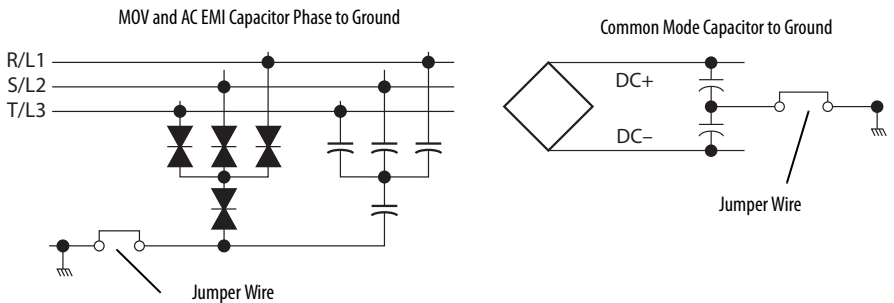 MOV and AC EMI Capacitor Phase to Ground
R/L1
S/L2
T/L3
Jumper Wire
Common Mode Capacitor to Ground
DC+
DC–
Jumper Wire